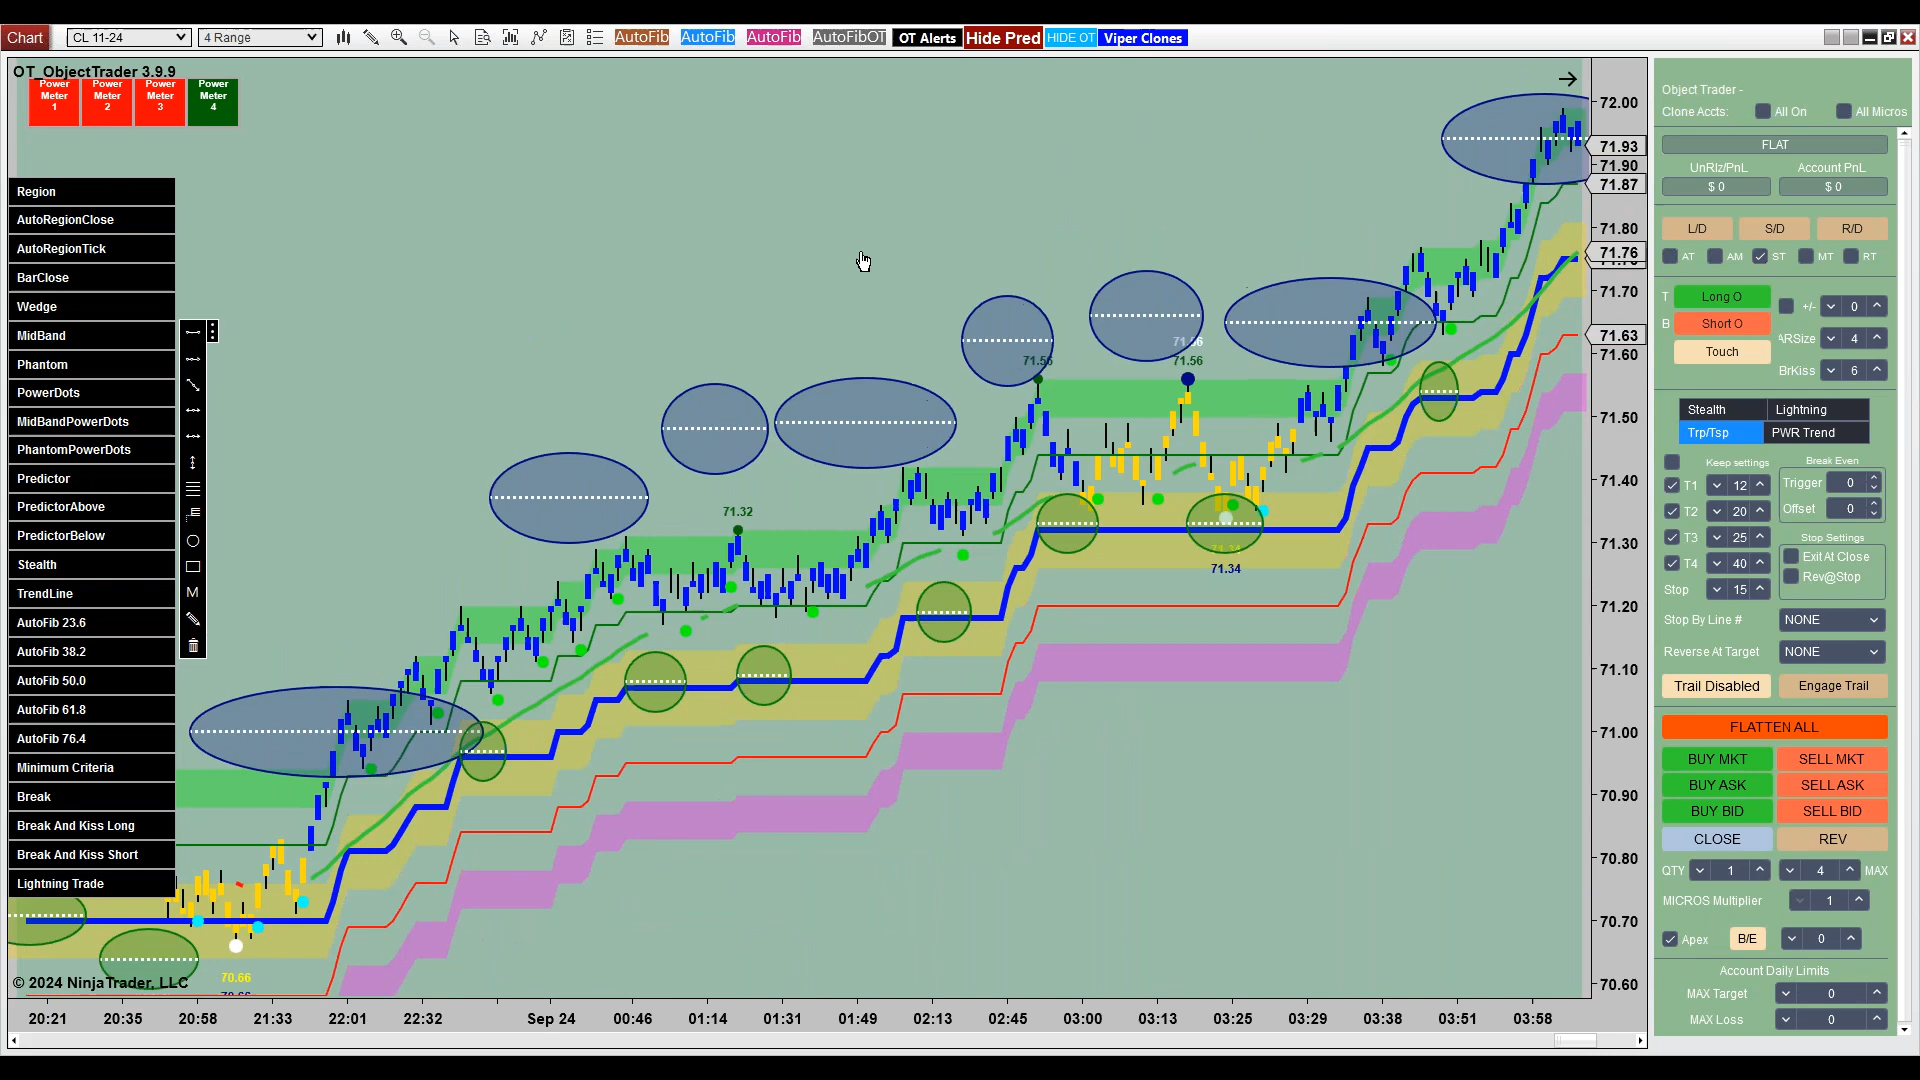 Chart CL 11-24 4 Range AutoFib AutoFib AutoFib AutoFibOT OT Alerts Hide Pred HIDE OT Viper Clones
OT_ObjectTrader 3.9.9
Power Meter 1
Power Meter 2
Power Meter 3
Power Meter 4
Region
AutoRegionClose
AutoRegionTick
BarClose
Wedge
MidBand
Phantom
PowerDots
MidBandPowerDots
PhantomPowerDots
Predictor
PredictorAbove
PredictorBelow
Stealth
TrendLine
AutoFib 23.6
AutoFib 38.2
AutoFib 50.0
AutoFib 61.8
AutoFib 76.4
Minimum Criteria
Break
Break And Kiss Long
Break And Kiss Short
Lightning Trade
M
71.32
71.56
71.56
71.34
70.66
© 2024 NinjaTrader, LLC
72.00
71.93
71.90
71.87
71.80
71.76
71.70
71.63
71.60
71.50
71.40
71.30
71.20
71.10
71.00
70.90
70.80
70.70
70.60
20:21 20:35 20:58 21:33 22:01 22:32 Sep 24 00:46 01:14 01:31 01:49 02:13 02:45 03:00 03:13 03:25 03:29 03:38 03:51 03:58
Object Trader -
Clone Accts: All On All Micros
FLAT
UnRlz/PnL Account PnL
$ 0 $ 0
L/D S/D R/D
AT AM ST MT RT
T Long O +/- 0
B Short O ARSize 4
Touch BrKiss 6
Stealth Lightning
Trp/Tsp PWR Trend
Keep settings Break Even
T1 12 Trigger 0
T2 20 Offset 0
T3 25 Stop Settings
T4 40 Exit At Close
Stop 15 Rev@Stop
Stop By Line # NONE
Reverse At Target NONE
Trail Disabled Engage Trail
FLATTEN ALL
BUY MKT SELL MKT
BUY ASK SELL ASK
BUY BID SELL BID
CLOSE REV
QTY 1 4 MAX
MICROS Multiplier 1
Apex B/E 0
Account Daily Limits
MAX Target 0
MAX Loss 0